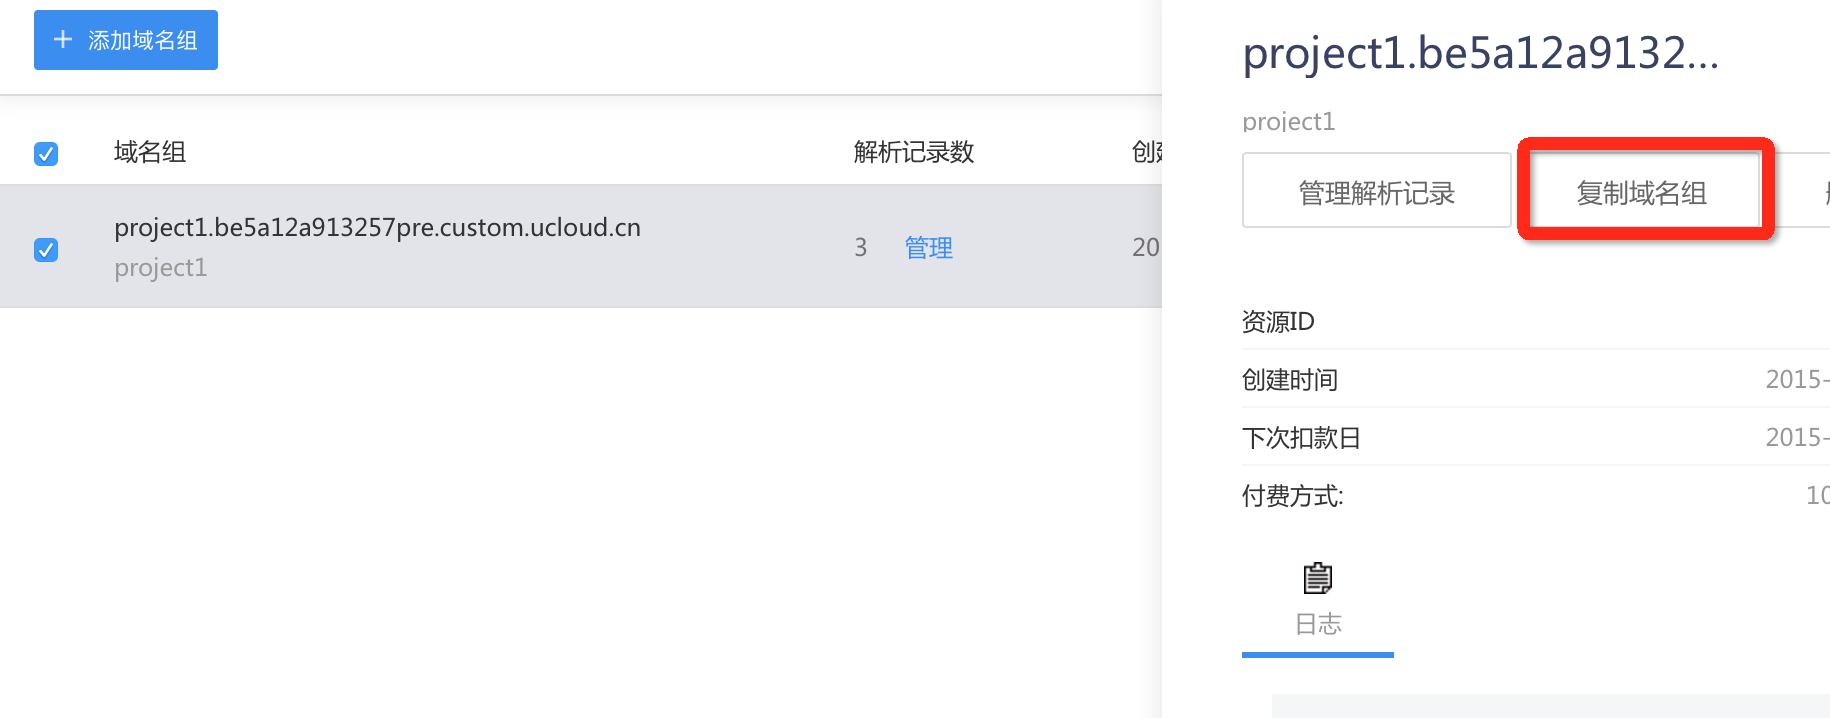 添加域名组
域名组 解析记录数 创建
project1.be5a12a913257pre.custom.ucloud.cn
project1
3 管理 20
project1.be5a12a9132...
project1
管理解析记录 复制域名组
资源ID
创建时间 2015-
下次扣款日 2015-
付费方式: 10
日志